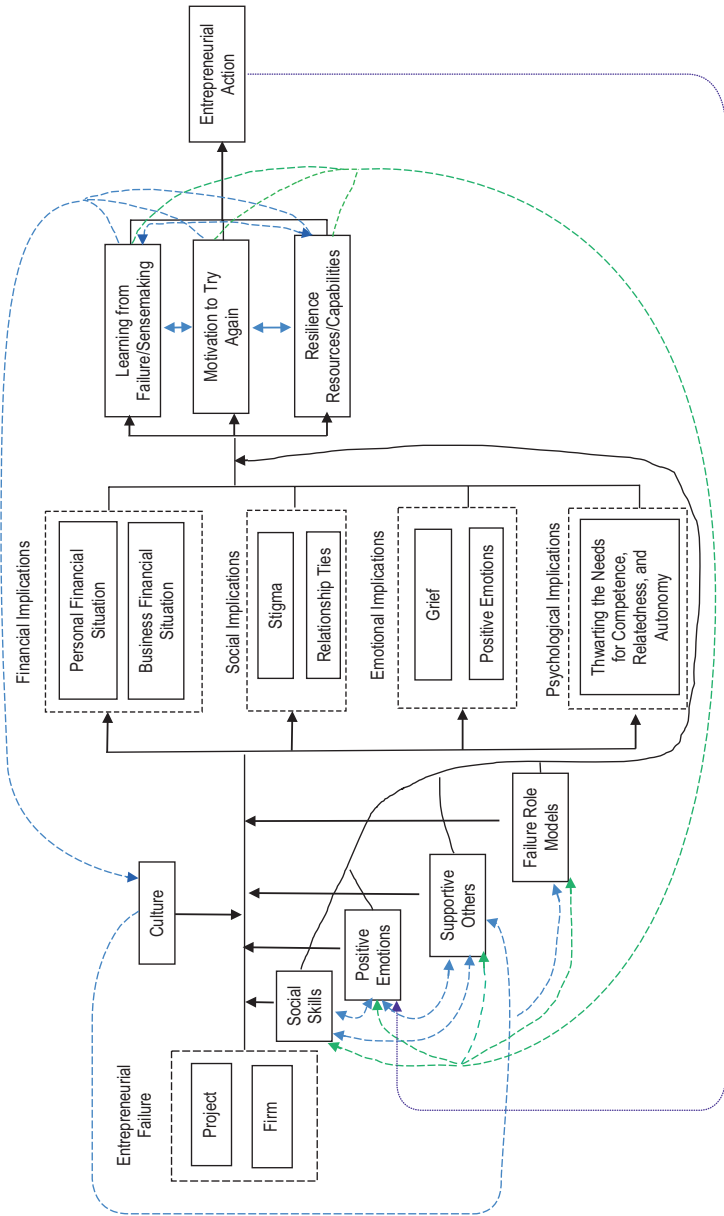 Entrepreneurial
Failure
Project
Firm
Culture
Social
Skills
Positive
Emotions
Supportive
Others
Failure Role
Models
Financial Implications
Personal Financial
Situation
Business Financial
Situation
Social Implications
Stigma
Relationship Ties
Emotional Implications
Grief
Positive Emotions
Psychological Implications
Thwarting the Needs
for Competence,
Relatedness, and
Autonomy
Learning from
Failure/Sensemaking
Motivation to Try
Again
Resilience
Resources/Capabilities
Entrepreneurial
Action